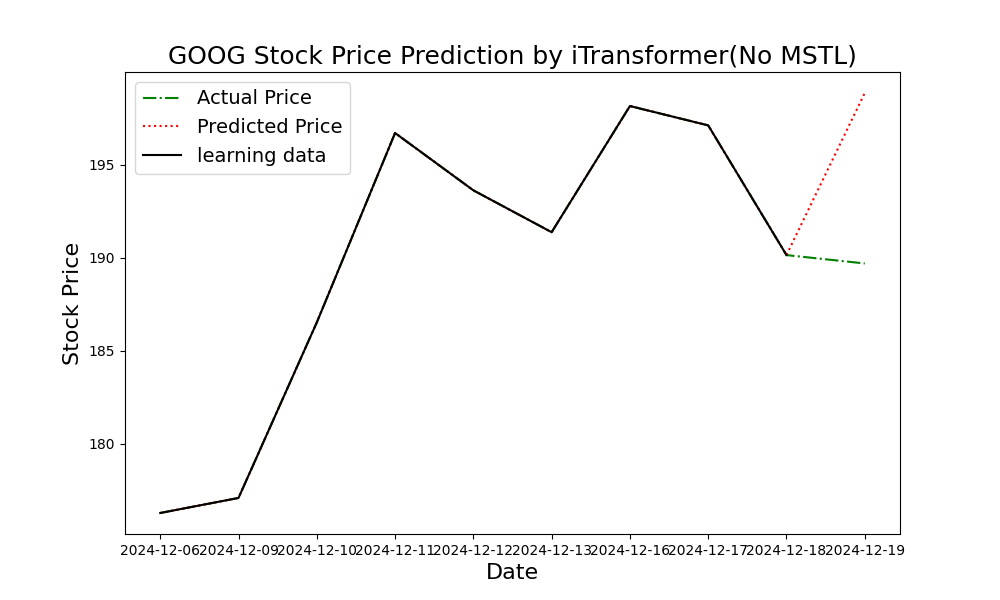 GOOG Stock Price Prediction by iTransformer(No MSTL)
Actual Price
Predicted Price
learning data
195
190
185
180
Stock Price
2024-12-06 2024-12-09 2024-12-10 2024-12-11 2024-12-12 2024-12-13 2024-12-16 2024-12-17 2024-12-18 2024-12-19
Date